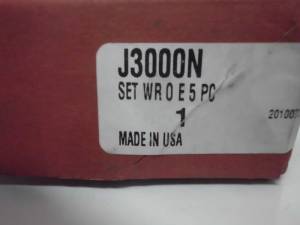 J3000N
SET WR O E 5 PC
1
MADE IN USA